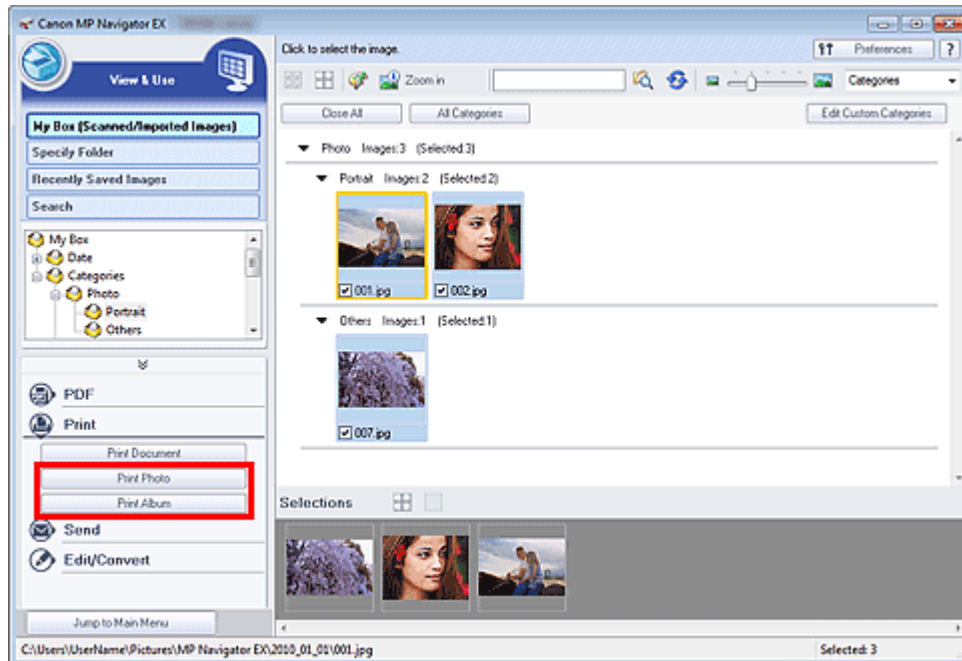 Canon MP Navigator EX
View & Use
My Box (Scanned/Imported Images)
Specify Folder
Recently Saved Images
Search
My Box
Date
Categories
Photo
Portrait
Others
PDF
Print
Print Document
Print Photo
Print Album
Send
Edit/Convert
Jump to Main Menu
Click to select the image.
Preferences
?
Zoom in
Categories
Close All
All Categories
Edit Custom Categories
Photo Images:3 (Selected:3)
Portrait Images:2 (Selected:2)
001.jpg
002.jpg
Others Images:1 (Selected:1)
007.jpg
Selections
C:\Users\UserName\Pictures\MP Navigator EX\2010_01_01\001.jpg
Selected: 3